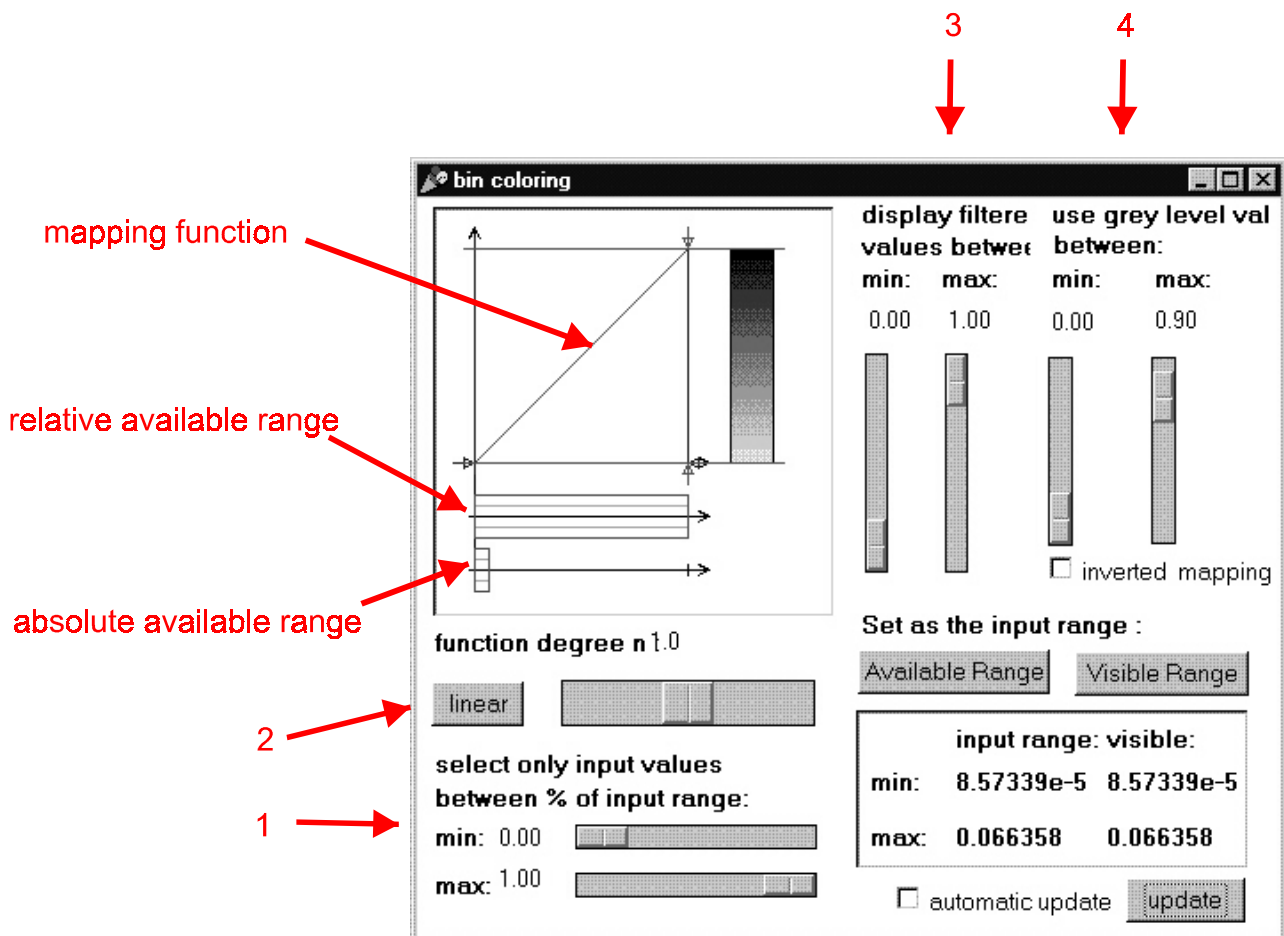 3
4
bin coloring
mapping function
relative available range
absolute available range
display filtere
values betwee
min: max:
0.00 1.00
use grey level val
between:
min: max:
0.00 0.90
inverted mapping
function degree n 1.0
linear
2
select only input values
between % of input range:
1
min: 0.00
max: 1.00
Set as the input range :
Available Range Visible Range
input range: visible:
min: 8.57339e-5 8.57339e-5
max: 0.066358 0.066358
automatic update update